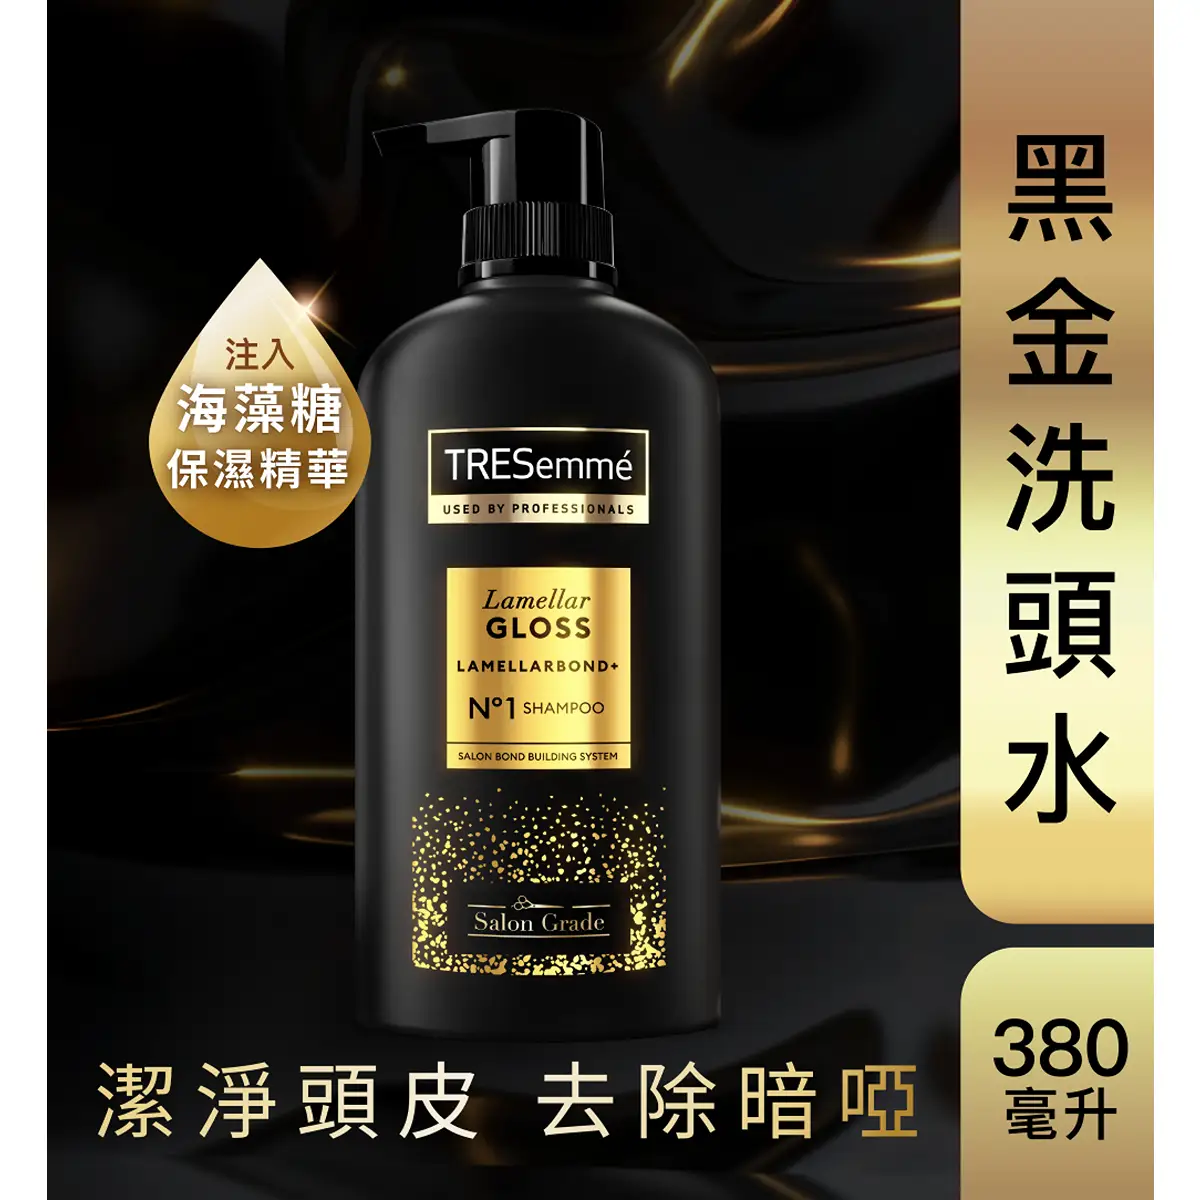 黑金洗頭水
注入
海藻糖
保濕精華
TRESemmé
USED BY PROFESSIONALS
Lamellar
GLOSS
LAMELLARBOND+
Nº1 SHAMPOO
SALON BOND BUILDING SYSTEM
Salon Grade
潔淨頭皮 去除暗啞
380
毫升